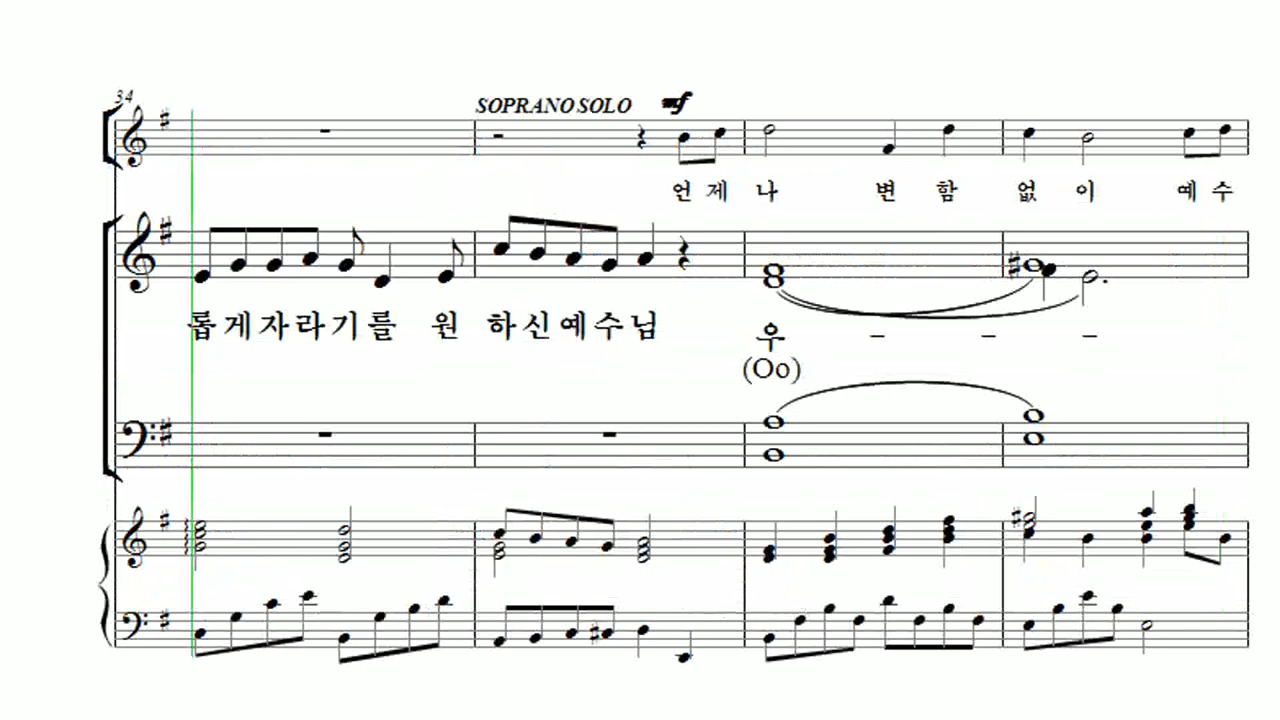 34
SOPRANO SOLO mf
언 제 나 변 함 없 이 예 수
롭게자라기를 원 하신예수님 우 – – –
(Oo)